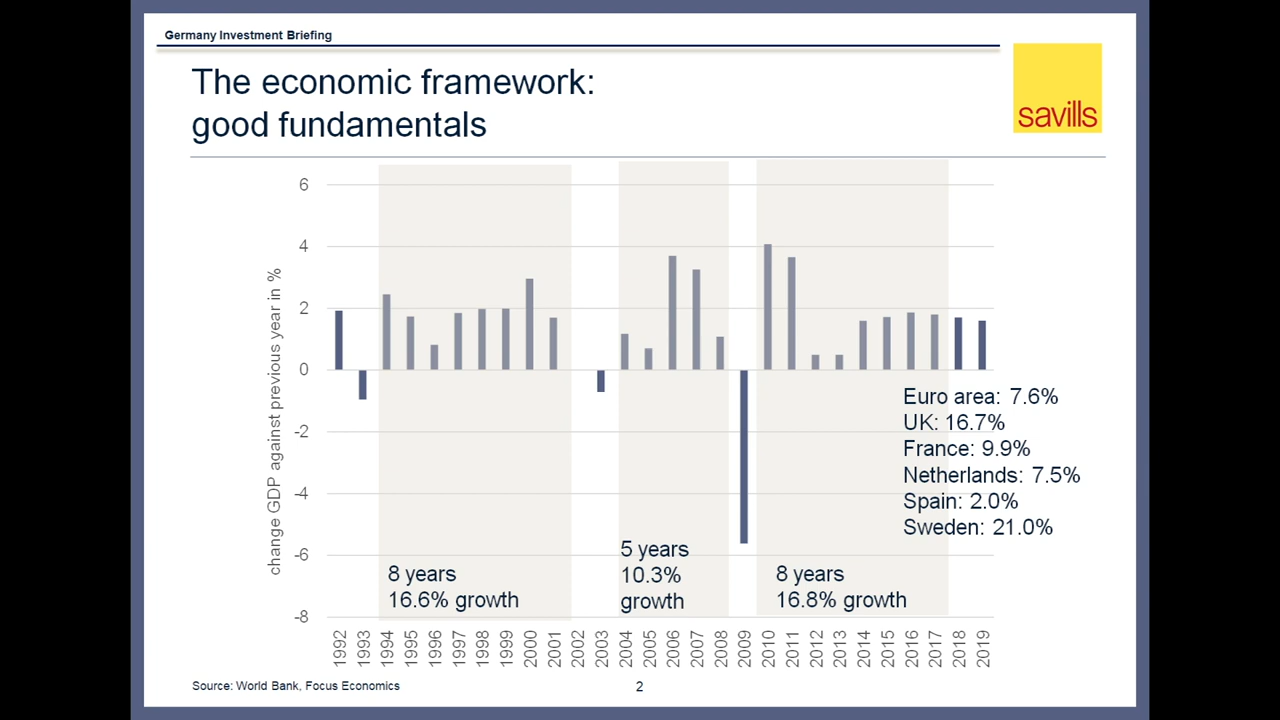 Germany Investment Briefing
savills
The economic framework:
good fundamentals
change GDP against previous year in %
6
4
2
0
-2
-4
-6
-8
Euro area: 7.6%
UK: 16.7%
France: 9.9%
Netherlands: 7.5%
Spain: 2.0%
Sweden: 21.0%
8 years
16.6% growth
5 years
10.3%
growth
8 years
16.8% growth
1992 1993 1994 1995 1996 1997 1998 1999 2000 2001 2002 2003 2004 2005 2006 2007 2008 2009 2010 2011 2012 2013 2014 2015 2016 2017 2018 2019
Source: World Bank, Focus Economics
2